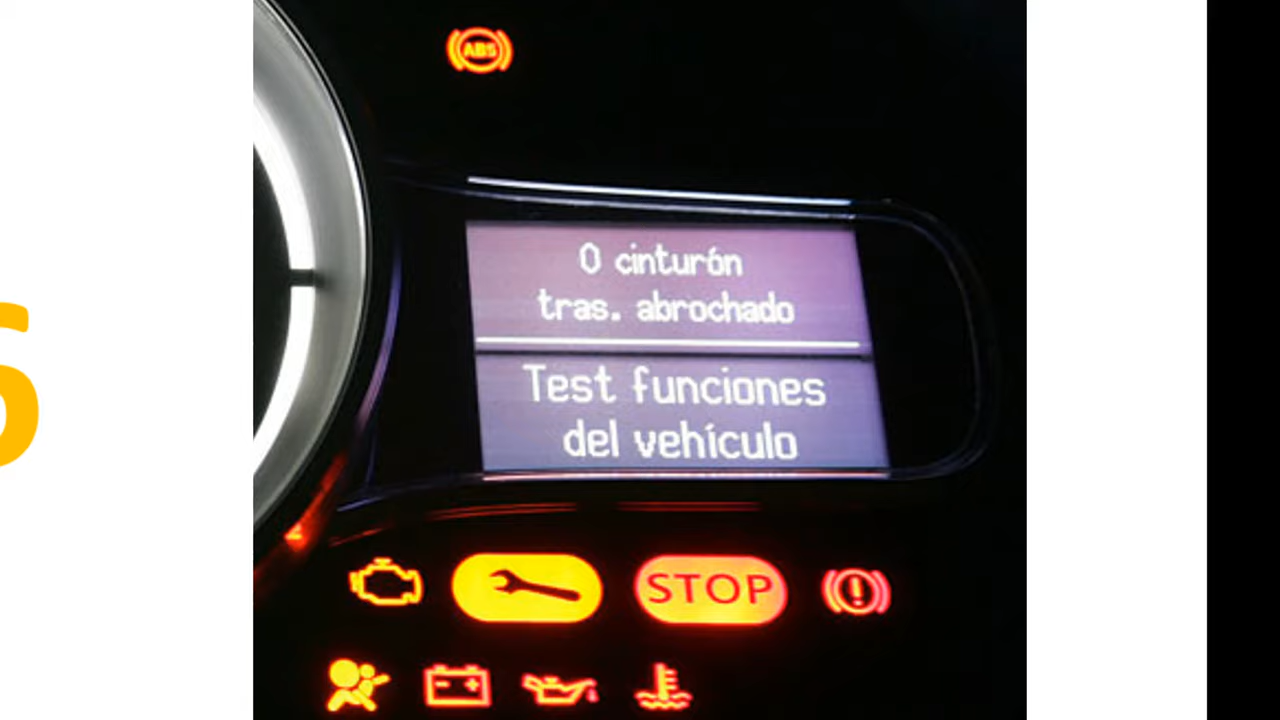 ABS
0 cinturón
tras. abrochado
Test funciones
del vehículo
STOP